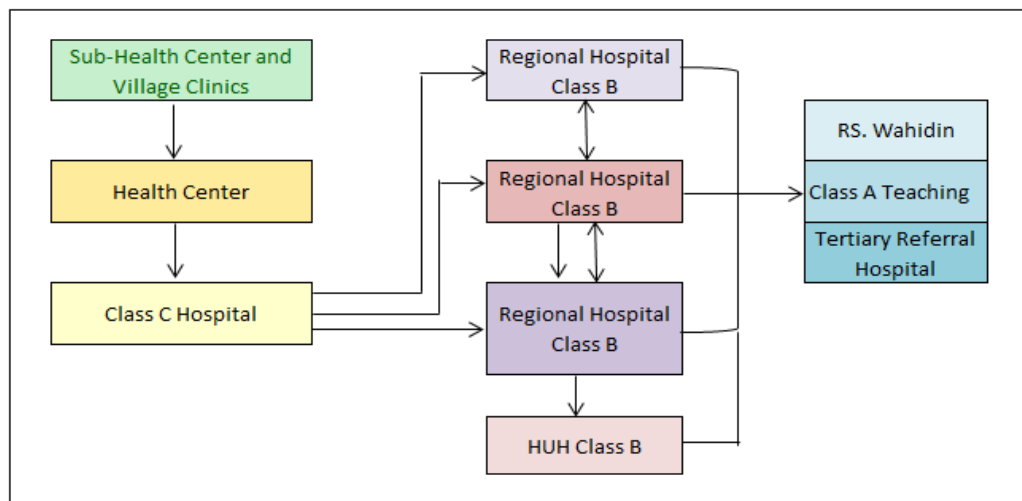 Sub-Health Center and
Village Clinics
Health Center
Class C Hospital
Regional Hospital
Class B
Regional Hospital
Class B
Regional Hospital
Class B
HUH Class B
RS. Wahidin
Class A Teaching
Tertiary Referral
Hospital